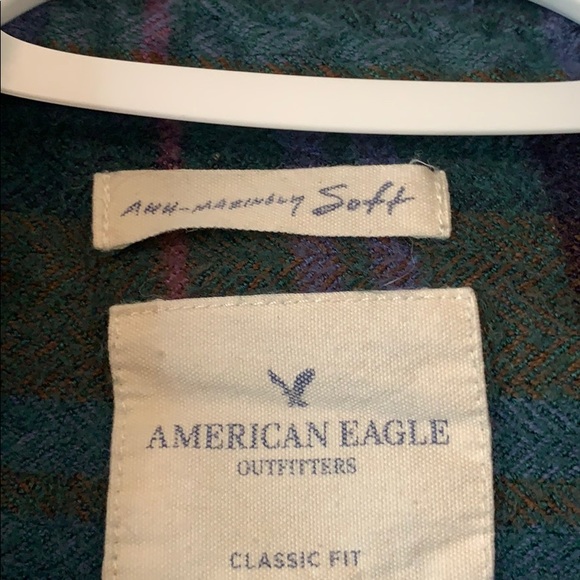 AHH-MAZINGLY Soft
AMERICAN EAGLE
OUTFITTERS
CLASSIC FIT